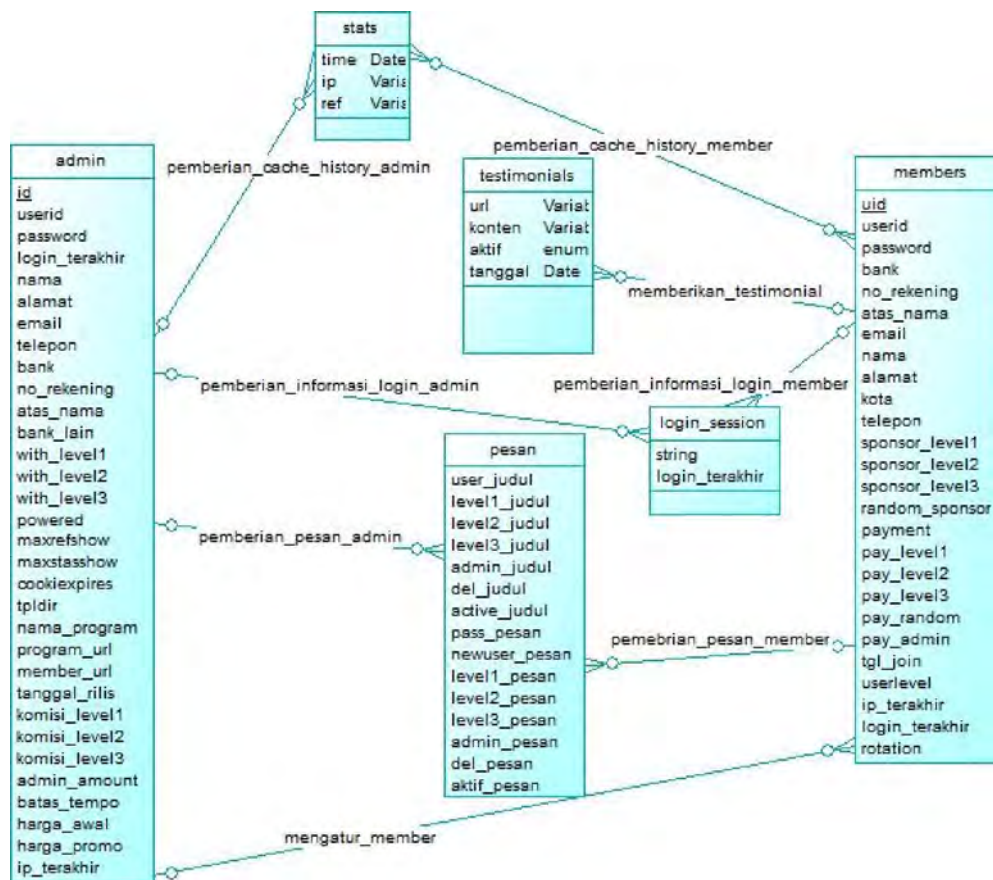 stats
time Date
ip Varia
ref Varia
pemberian_cache_history_admin
pemberian_cache_history_member
admin
id
userid
password
login_terakhir
nama
alamat
email
telepon
bank
no_rekening
atas_nama
bank_lain
with_level1
with_level2
with_level3
powered
maxrefshow
maxstasshow
cookiexpires
tpldir
nama_program
program_url
member_url
tanggal_rilis
komisi_level1
komisi_level2
komisi_level3
admin_amount
batas_tempo
harga_awal
harga_promo
ip_terakhir
testimonials
url Variat
konten Variat
aktif enum
tanggal Date
memberikan_testimonial
pemberian_informasi_login_admin
pemberian_informasi_login_member
login_session
string
login_terakhir
pemberian_pesan_admin
pesan
user_judul
level1_judul
level2_judul
level3_judul
admin_judul
del_judul
active_judul
pass_pesan
newuser_pesan
level1_pesan
level2_pesan
level3_pesan
admin_pesan
del_pesan
aktif_pesan
pemebrian_pesan_member
mengatur_member
members
uid
userid
password
bank
no_rekening
atas_nama
email
nama
alamat
kota
telepon
sponsor_level1
sponsor_level2
sponsor_level3
random_sponsor
payment
pay_level1
pay_level2
pay_level3
pay_random
pay_admin
tgl_join
userlevel
ip_terakhir
login_terakhir
rotation